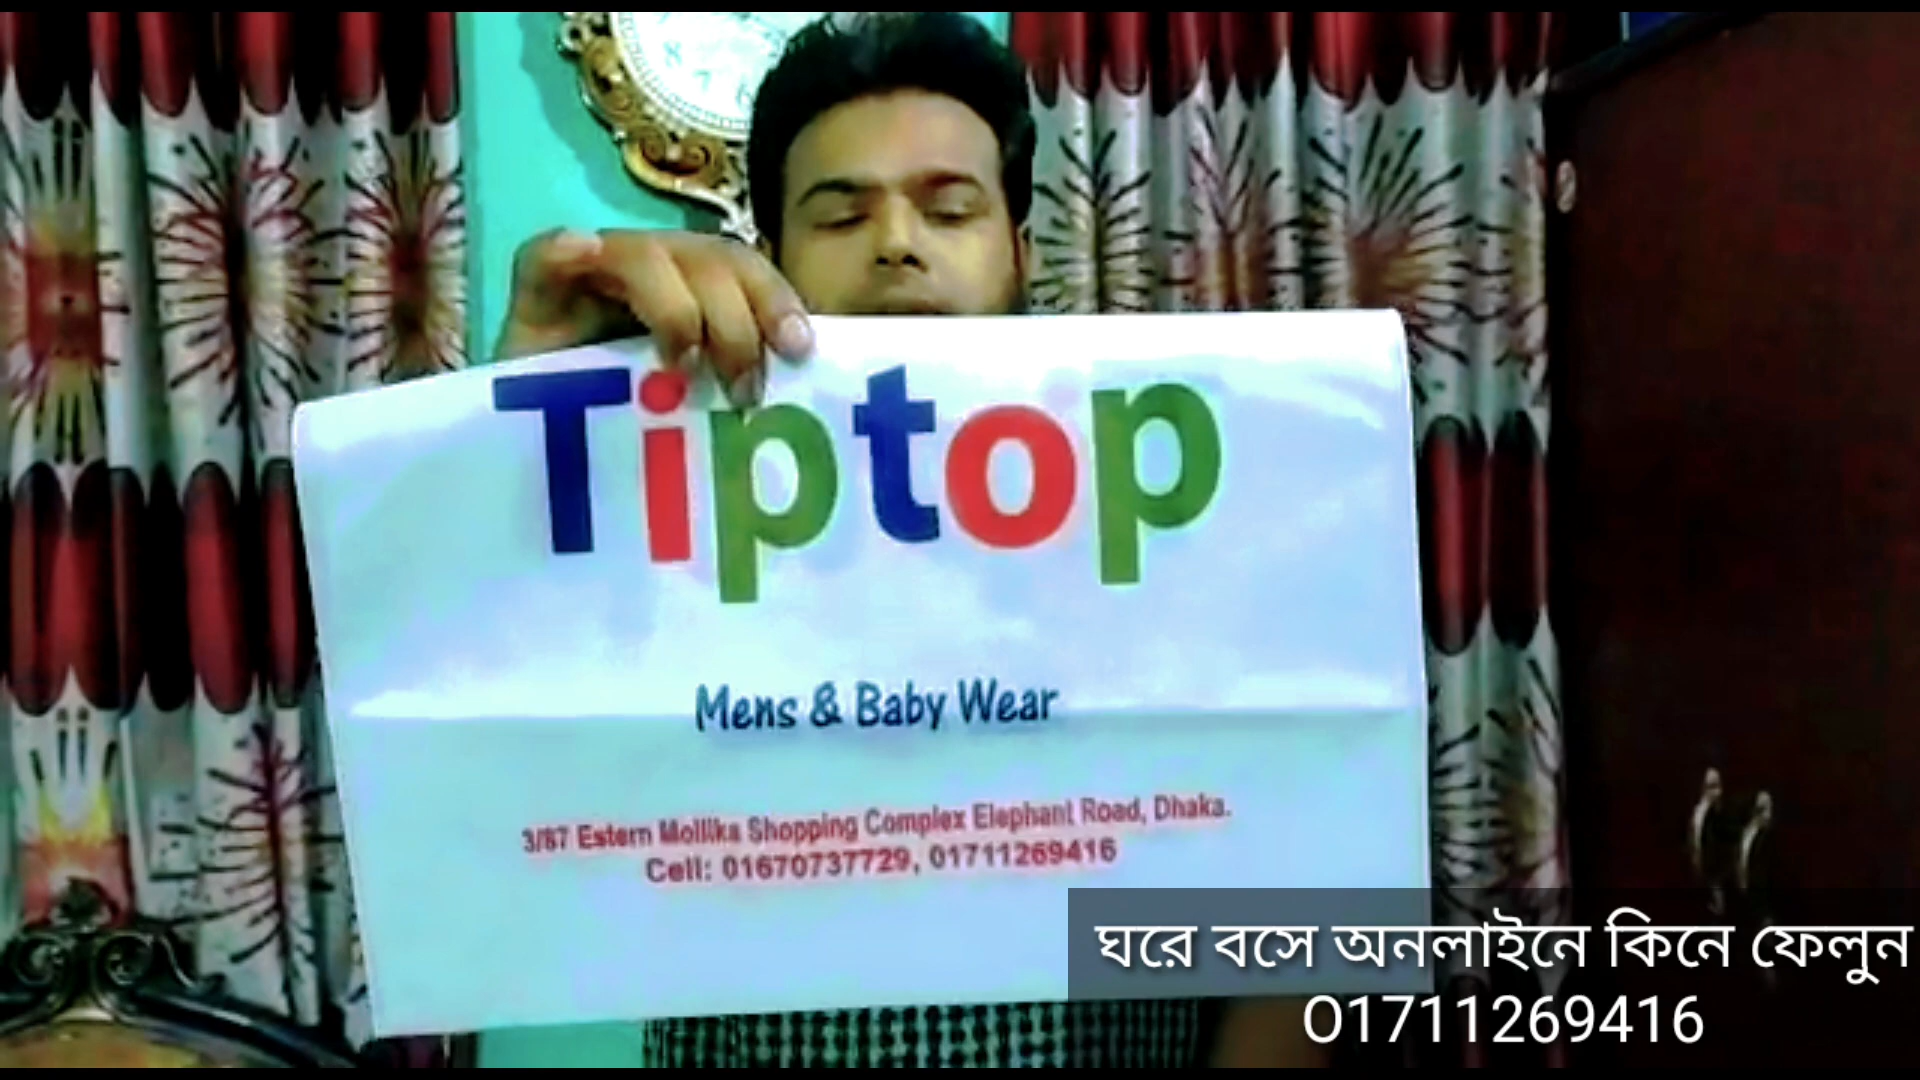 Tiptop
Mens & Baby Wear
3/87 Estern Mollika Shopping Complex Elephant Road, Dhaka.
Cell: 01670737729, 01711269416
ঘরে বসে অনলাইনে কিনে ফেলুন
01711269416